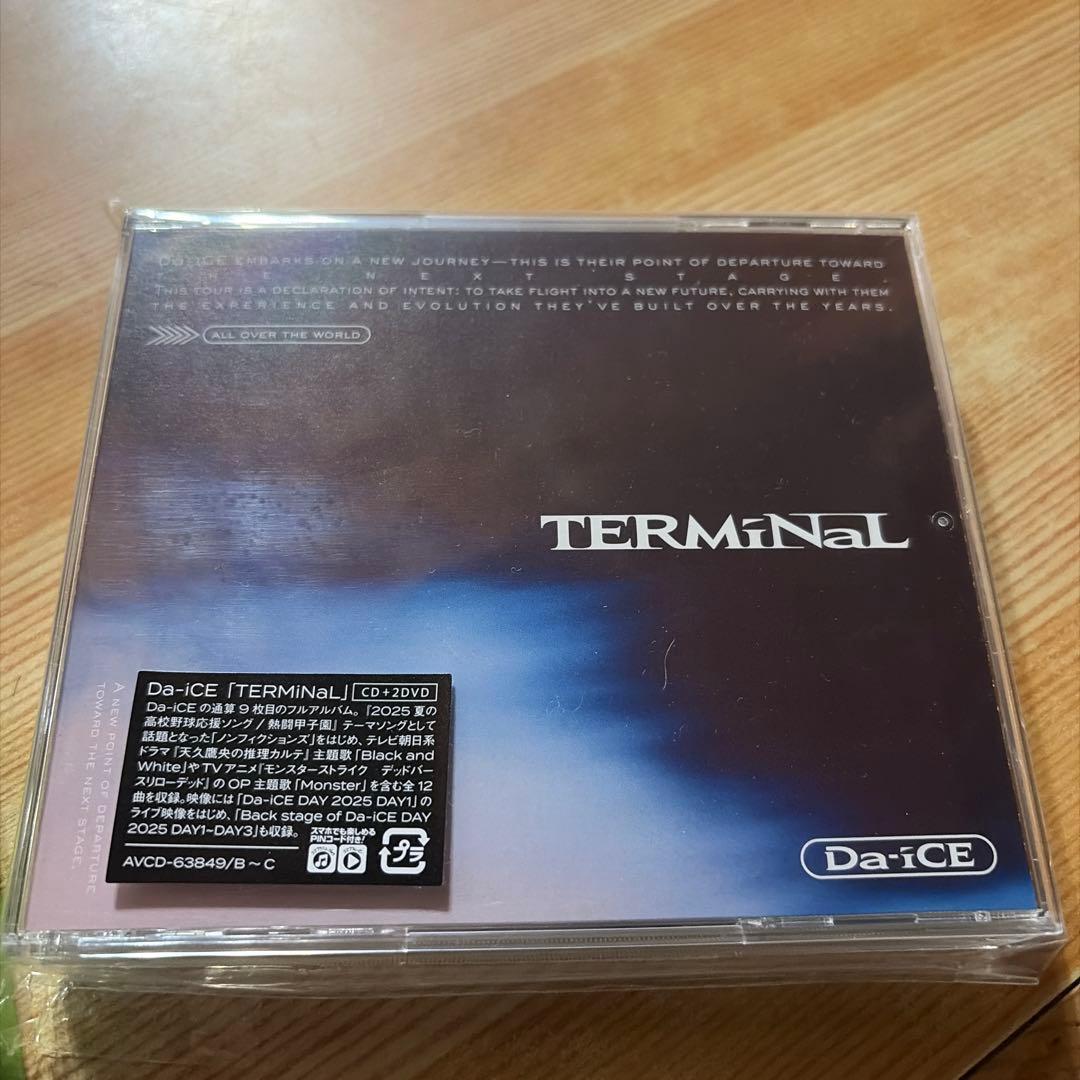 Da-iCE EMBARKS ON A NEW JOURNEY—THIS IS THEIR POINT OF DEPARTURE TOWARD
THE NEXT STAGE.
THIS TOUR IS A DECLARATION OF INTENT: TO TAKE FLIGHT INTO A NEW FUTURE, CARRYING WITH THEM
THE EXPERIENCE AND EVOLUTION THEY'VE BUILT OVER THE YEARS.
ALL OVER THE WORLD
TERMiNaL
A NEW POINT OF DEPARTURE
TOWARD THE NEXT STAGE.
Da-iCE「TERMiNaL」 CD+2DVD
Da-iCEの通算9枚目のフルアルバム。『2025夏の
高校野球応援ソング/熱闘甲子園』テーマソングとして
話題となった「ノンフィクションズ」をはじめ、テレビ朝日系
ドラマ『天久鷹央の推理カルテ』主題歌「Black and
White」やTVアニメ『モンスターストライク デッドバー
スリローデッド』のOP主題歌「Monster」を含む全12
曲を収録。映像には「Da-iCE DAY 2025 DAY1」の
ライブ映像をはじめ、「Back stage of Da-iCE DAY
2025 DAY1~DAY3」も収録。
スマホでも楽しめる
PINコード付き!
プラ
AVCD-63849/B~C
Da-iCE